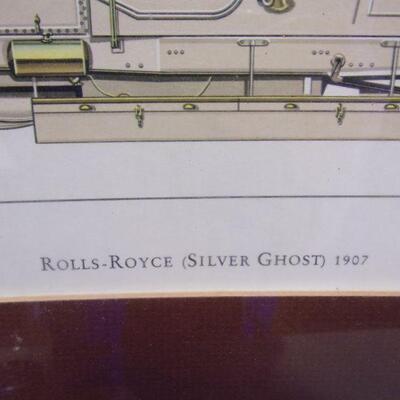 ROLLS-ROYCE (SILVER GHOST) 1907